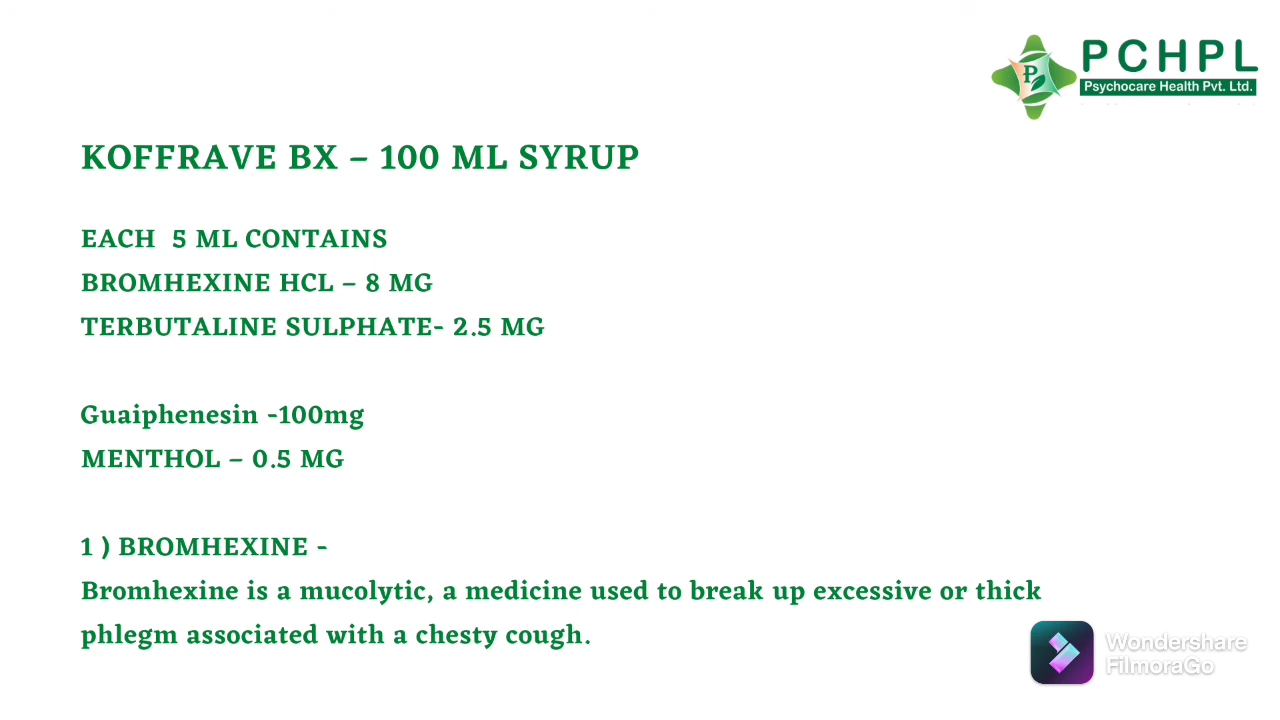 PCHPL
Psychocare Health Pvt. Ltd.
KOFFRAVE BX – 100 ML SYRUP
EACH 5 ML CONTAINS
BROMHEXINE HCL – 8 MG
TERBUTALINE SULPHATE- 2.5 MG
Guaiphenesin -100mg
MENTHOL – 0.5 MG
1 ) BROMHEXINE -
Bromhexine is a mucolytic, a medicine used to break up excessive or thick
phlegm associated with a chesty cough.
Wondershare
FilmoraGo